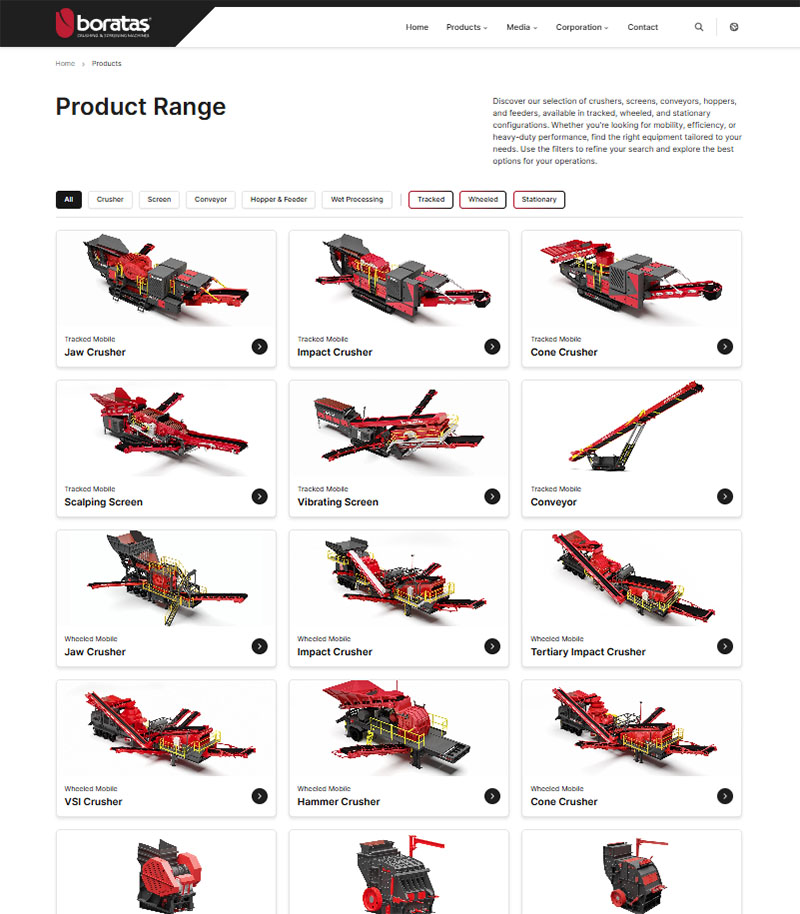 borataş
CRUSHING & SCREENING MACHINES
Home
Products
Media
Corporation
Contact
Home › Products
Product Range
Discover our selection of crushers, screens, conveyors, hoppers,
and feeders, available in tracked, wheeled, and stationary
configurations. Whether you're looking for mobility, efficiency, or
heavy-duty performance, find the right equipment tailored to your
needs. Use the filters to refine your search and explore the best
options for your operations.
All
Crusher
Screen
Conveyor
Hopper & Feeder
Wet Processing
Tracked
Wheeled
Stationary
Tracked Mobile
Jaw Crusher
Tracked Mobile
Impact Crusher
Tracked Mobile
Cone Crusher
Tracked Mobile
Scalping Screen
Tracked Mobile
Vibrating Screen
Tracked Mobile
Conveyor
Wheeled Mobile
Jaw Crusher
Wheeled Mobile
Impact Crusher
Wheeled Mobile
Tertiary Impact Crusher
Wheeled Mobile
VSI Crusher
Wheeled Mobile
Hammer Crusher
Wheeled Mobile
Cone Crusher